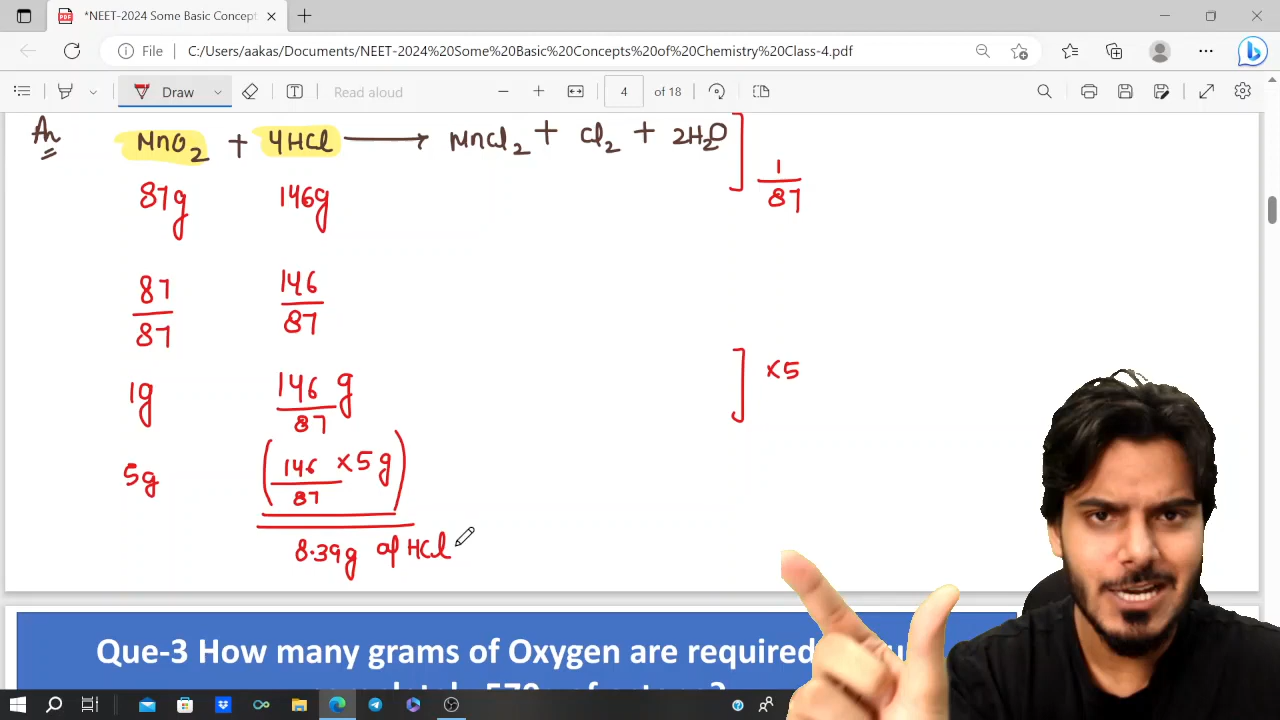 *NEET-2024 Some Basic Concept
File
C:/Users/aakas/Documents/NEET-2024%20Some%20Basic%20Concepts%20of%20Chemistry%20Class-4.pdf
Draw
Read aloud
4
of 18
An
MnO2 + 4HCl → MnCl2 + Cl2 + 2H2O ] 1/87
87g 146g
87/87 146/87
1g 146/87 g ] ×5
5g (146/87 ×5 g)
8.39g of HCl
Que-3 How many grams of Oxygen are required